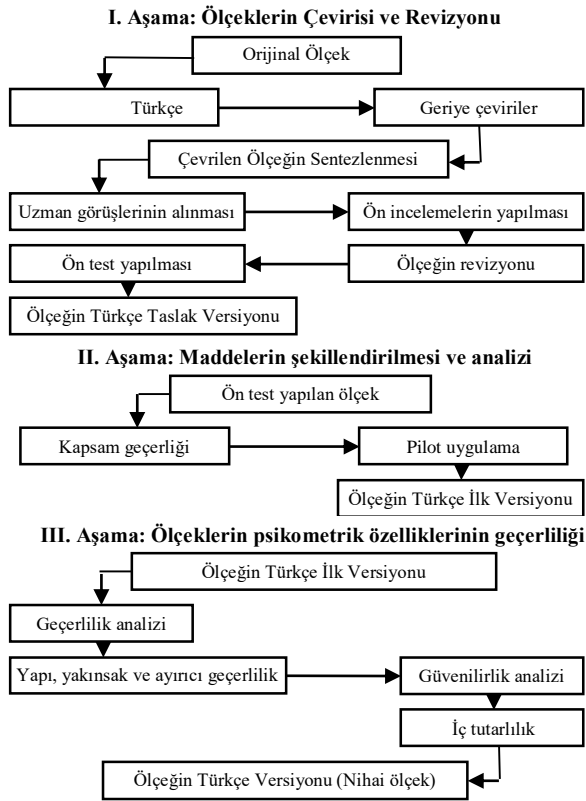 I. Aşama: Ölçeklerin Çevirisi ve Revizyonu
Orijinal Ölçek
Türkçe
Geriye çeviriler
Çevrilen Ölçeğin Sentezlenmesi
Uzman görüşlerinin alınması
Ön incelemelerin yapılması
Ön test yapılması
Ölçeğin revizyonu
Ölçeğin Türkçe Taslak Versiyonu
II. Aşama: Maddelerin şekillendirilmesi ve analizi
Ön test yapılan ölçek
Kapsam geçerliği
Pilot uygulama
Ölçeğin Türkçe İlk Versiyonu
III. Aşama: Ölçeklerin psikometrik özelliklerinin geçerliliği
Ölçeğin Türkçe İlk Versiyonu
Geçerlilik analizi
Yapı, yakınsak ve ayırıcı geçerlilik
Güvenilirlik analizi
İç tutarlılık
Ölçeğin Türkçe Versiyonu (Nihai ölçek)